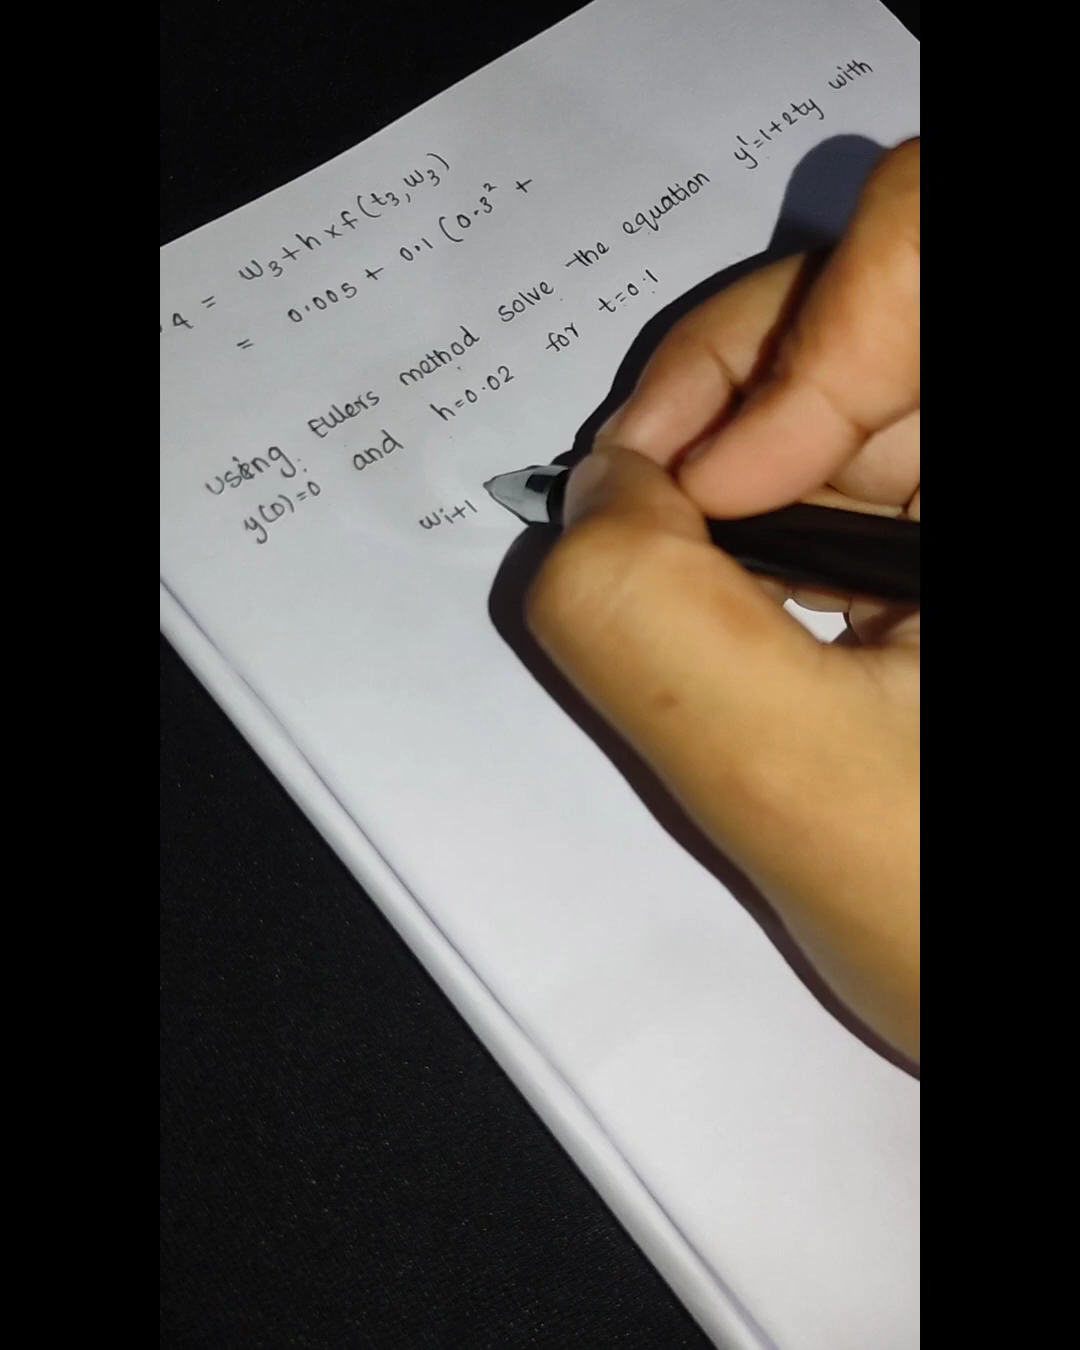 4 = w3+h×f(t3,w3)
= 0.005 + 0.1 (0.3² +
using Eulers method solve the equation y'=1+2ty with
y(0)=0 and h=0.02 for t=0.1
wi+1